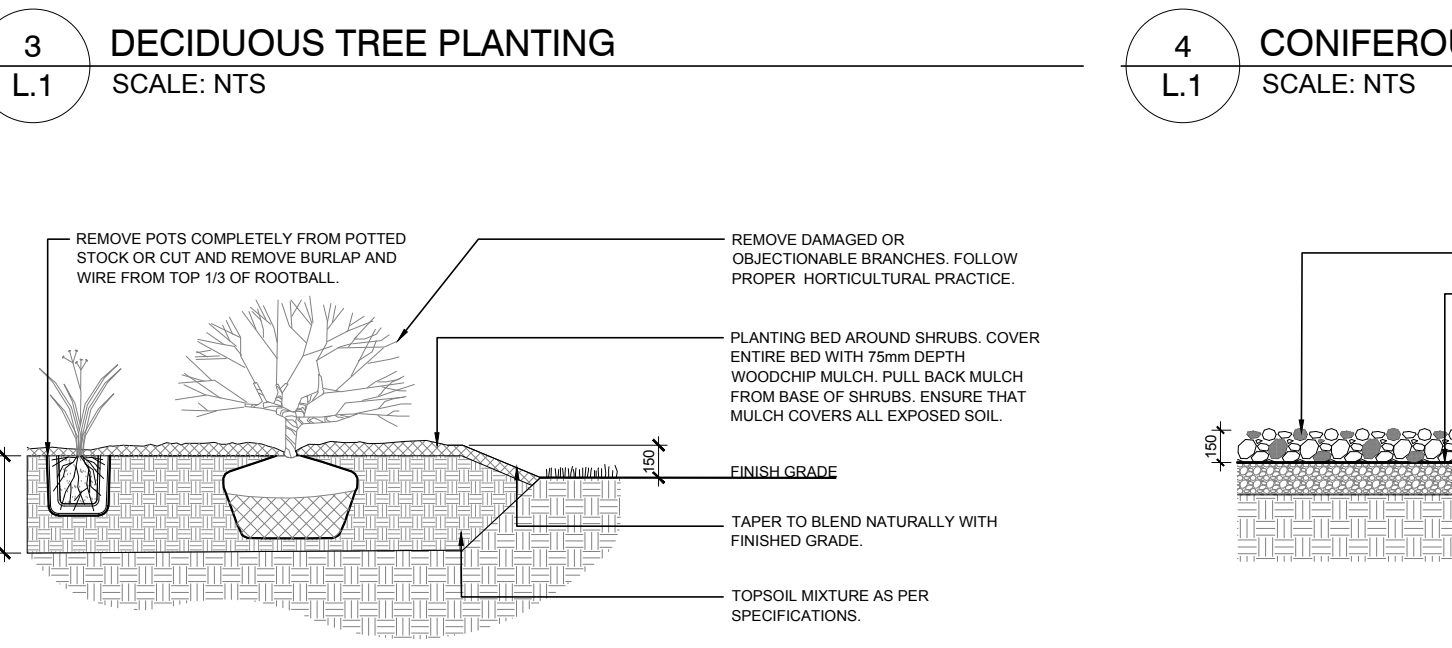 3
DECIDUOUS TREE PLANTING
L.1
SCALE: NTS
4
CONIFEROU
L.1
SCALE: NTS
REMOVE POTS COMPLETELY FROM POTTED
STOCK OR CUT AND REMOVE BURLAP AND
WIRE FROM TOP 1/3 OF ROOTBALL.
REMOVE DAMAGED OR
OBJECTIONABLE BRANCHES. FOLLOW
PROPER HORTICULTURAL PRACTICE.
PLANTING BED AROUND SHRUBS. COVER
ENTIRE BED WITH 75mm DEPTH
WOODCHIP MULCH. PULL BACK MULCH
FROM BASE OF SHRUBS. ENSURE THAT
MULCH COVERS ALL EXPOSED SOIL.
150
FINISH GRADE
TAPER TO BLEND NATURALLY WITH
FINISHED GRADE.
TOPSOIL MIXTURE AS PER
SPECIFICATIONS.
150